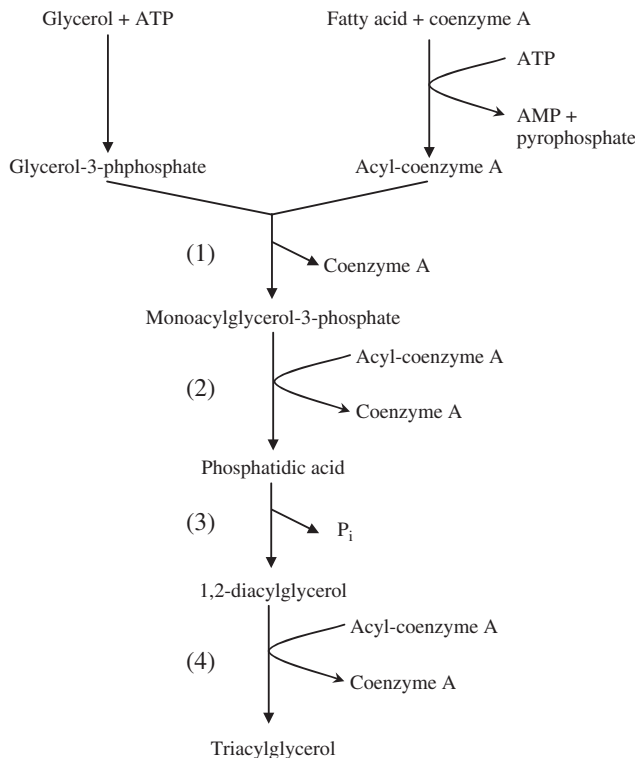 Glycerol + ATP
Fatty acid + coenzyme A
ATP
AMP +
pyrophosphate
Glycerol-3-phphosphate
Acyl-coenzyme A
(1)
Coenzyme A
Monoacylglycerol-3-phosphate
Acyl-coenzyme A
(2)
Coenzyme A
Phosphatidic acid
(3)
Pi
1,2-diacylglycerol
Acyl-coenzyme A
(4)
Coenzyme A
Triacylglycerol